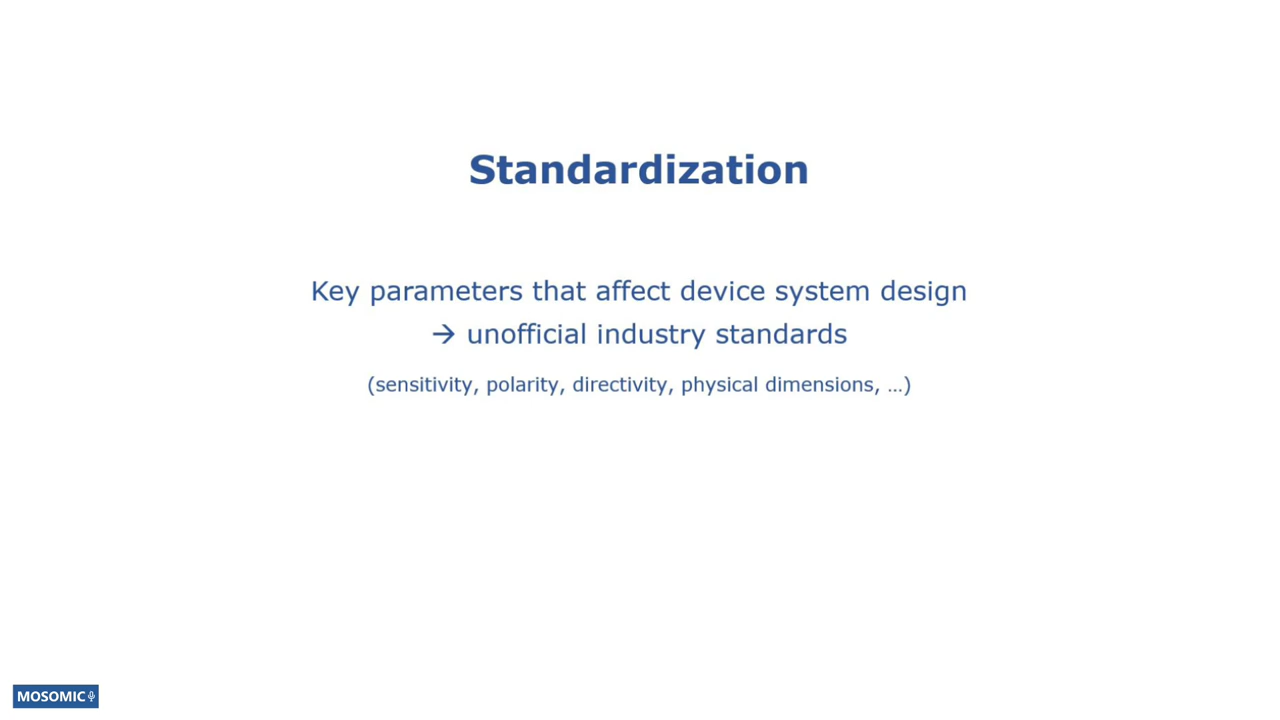 Standardization
Key parameters that affect device system design
→ unofficial industry standards
(sensitivity, polarity, directivity, physical dimensions, ...)
MOSOMIC